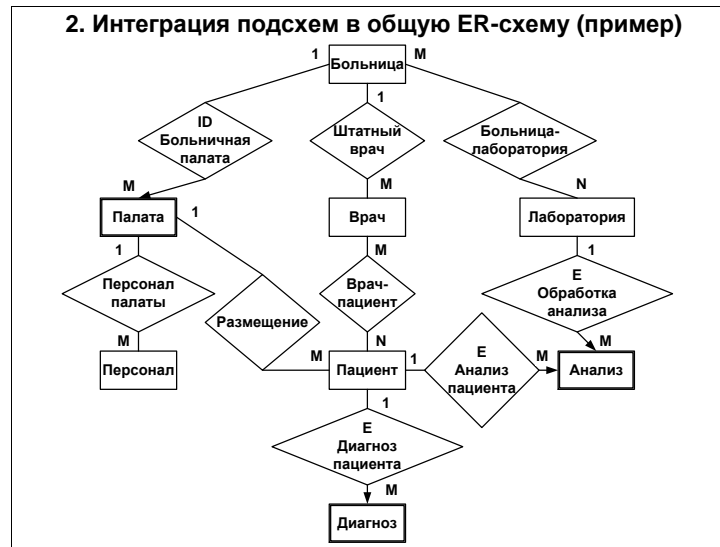 2. Интеграция подсхем в общую ER-схему (пример)
1
Больница
M
1
ID
Больничная
палата
Штатный
врач
Больница-
лаборатория
M
M
N
Палата
1
Врач
Лаборатория
1
M
1
Персонал
палаты
Врач-
пациент
E
Обработка
анализа
Размещение
M
M
N
M
Персонал
Пациент
1
E
Анализ
пациента
M
Анализ
1
E
Диагноз
пациента
M
Диагноз